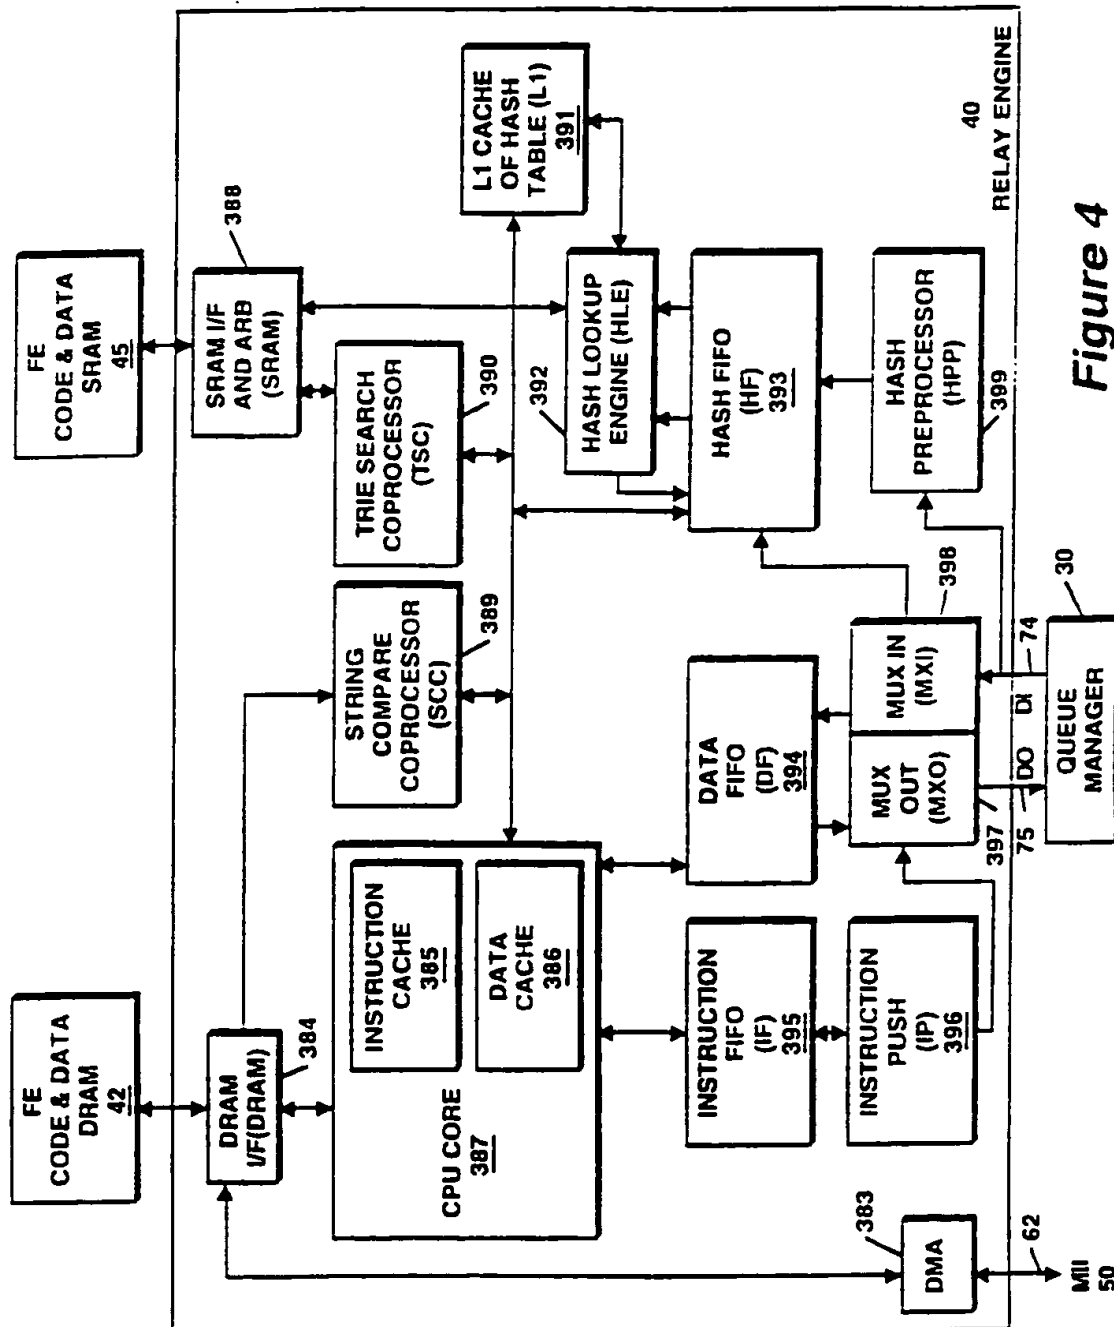 FE
CODE & DATA
DRAM
42
FE
CODE & DATA
SRAM
45
DRAM
I/F(DRAM)
384
SRAM I/F
AND ARB
(SRAM)
388
INSTRUCTION
CACHE
385
DATA
CACHE
386
CPU CORE
387
STRING
COMPARE
COPROCESSOR
(SCC)
389
TRIE SEARCH
COPROCESSOR
(TSC)
390
L1 CACHE
OF HASH
TABLE (L1)
391
392
HASH LOOKUP
ENGINE (HLE)
INSTRUCTION
FIFO
(IF)
395
DATA
FIFO
(DF)
394
HASH FIFO
(HF)
393
INSTRUCTION
PUSH
(IP)
396
MUX
OUT
(MXO)
397
MUX IN
(MXI)
398
HASH
PREPROCESSOR
(HPP)
399
383
DMA
62
MII
50
75
DO
DI
74
30
QUEUE
MANAGER
40
RELAY ENGINE
Figure 4